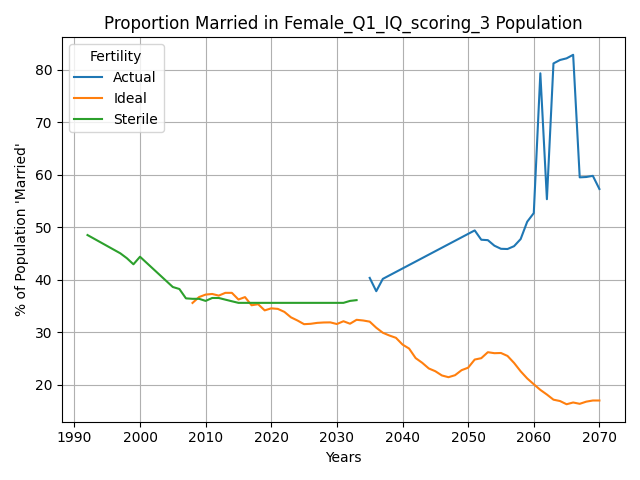 Proportion Married in Female_Q1_IQ_scoring_3 Population
Fertility
Actual
Ideal
Sterile
% of Population 'Married'
80
70
60
50
40
30
20
1990 2000 2010 2020 2030 2040 2050 2060 2070
Years